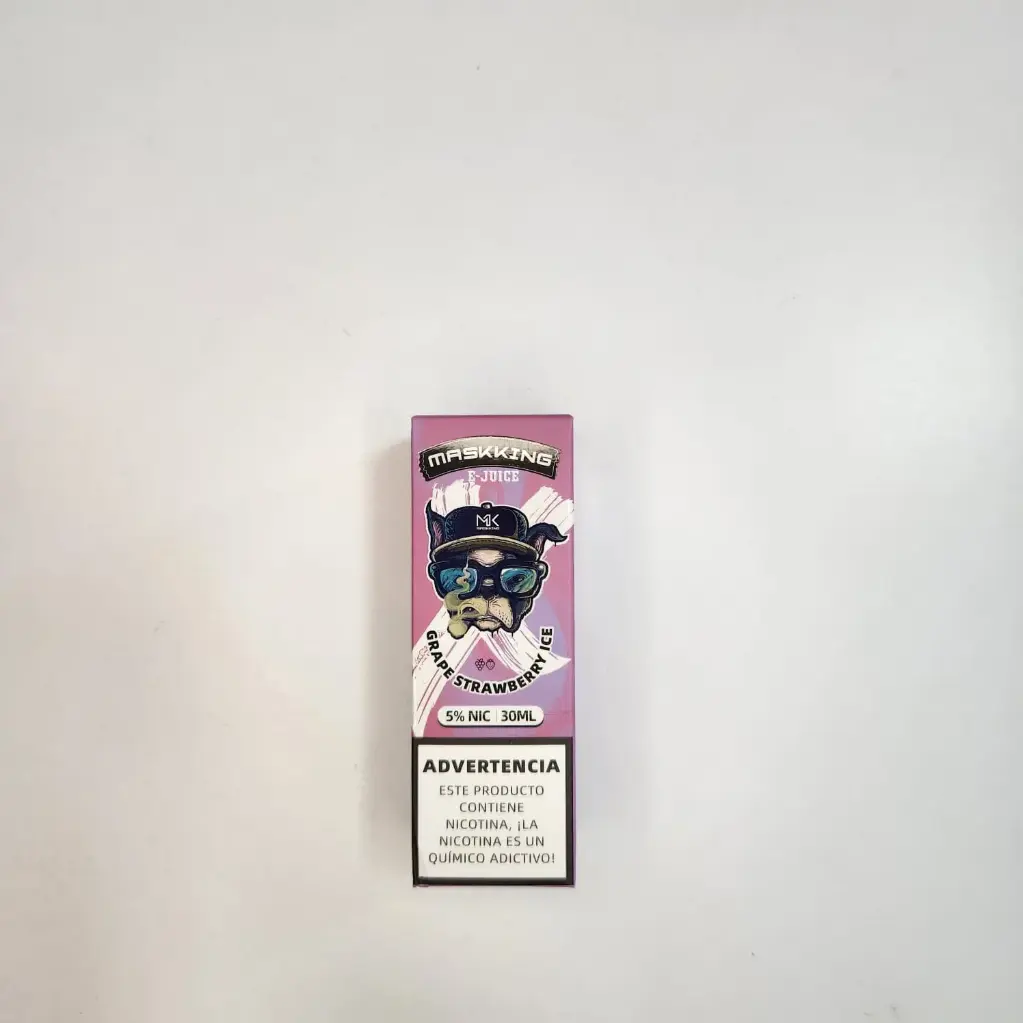 MASKKING
E-JUICE
MK
GRAPE STRAWBERRY ICE
5% NIC | 30ML
ADVERTENCIA
ESTE PRODUCTO
CONTIENE
NICOTINA, ¡LA
NICOTINA ES UN
QUÍMICO ADICTIVO!